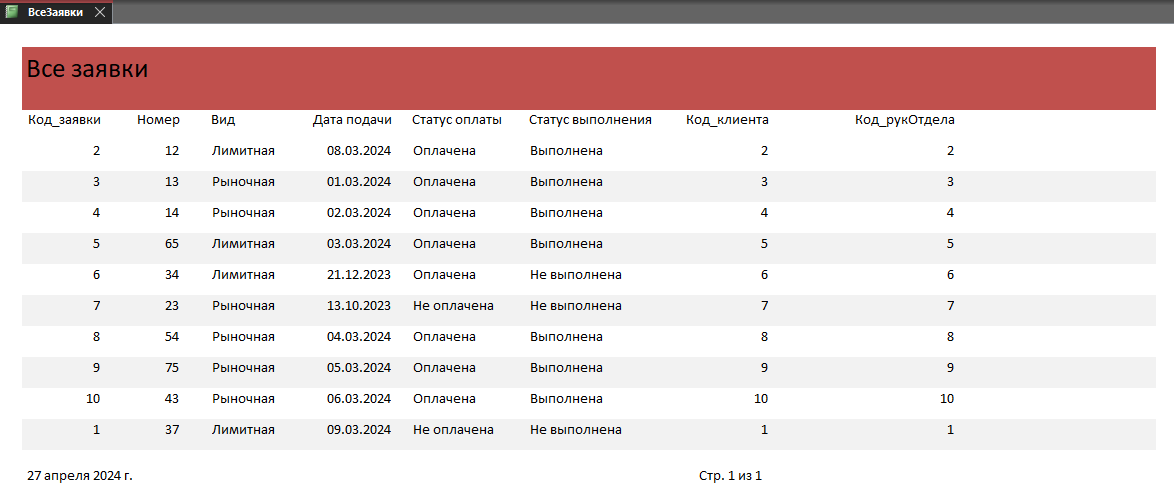 ВсеЗаявки
Все заявки
Код_заявки Номер Вид Дата подачи Статус оплаты Статус выполнения Код_клиента Код_рукОтдела
2 12 Лимитная 08.03.2024 Оплачена Выполнена 2 2
3 13 Рыночная 01.03.2024 Оплачена Выполнена 3 3
4 14 Рыночная 02.03.2024 Оплачена Выполнена 4 4
5 65 Лимитная 03.03.2024 Оплачена Выполнена 5 5
6 34 Лимитная 21.12.2023 Оплачена Не выполнена 6 6
7 23 Рыночная 13.10.2023 Не оплачена Не выполнена 7 7
8 54 Рыночная 04.03.2024 Оплачена Выполнена 8 8
9 75 Рыночная 05.03.2024 Оплачена Выполнена 9 9
10 43 Рыночная 06.03.2024 Оплачена Выполнена 10 10
1 37 Лимитная 09.03.2024 Не оплачена Не выполнена 1 1
27 апреля 2024 г. Стр. 1 из 1